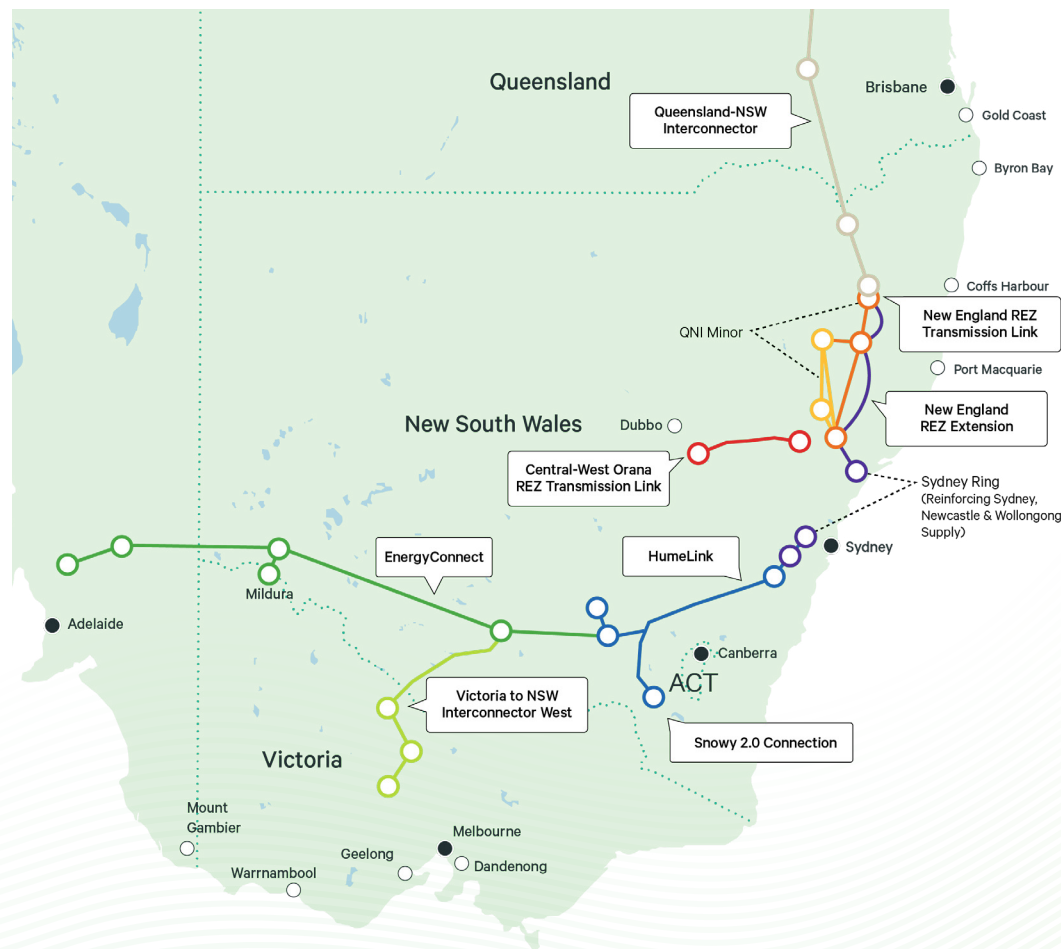 Queensland
Brisbane
Queensland-NSW
Interconnector
Gold Coast
Byron Bay
Coffs Harbour
New England REZ
Transmission Link
QNI Minor
Port Macquarie
New England
REZ Extension
New South Wales
Dubbo
Central-West Orana
REZ Transmission Link
Sydney Ring
(Reinforcing Sydney,
Newcastle & Wollongong
Supply)
EnergyConnect
HumeLink
Sydney
Mildura
Adelaide
Canberra
ACT
Victoria to NSW
Interconnector West
Snowy 2.0 Connection
Victoria
Mount
Gambier
Melbourne
Geelong
Dandenong
Warrnambool